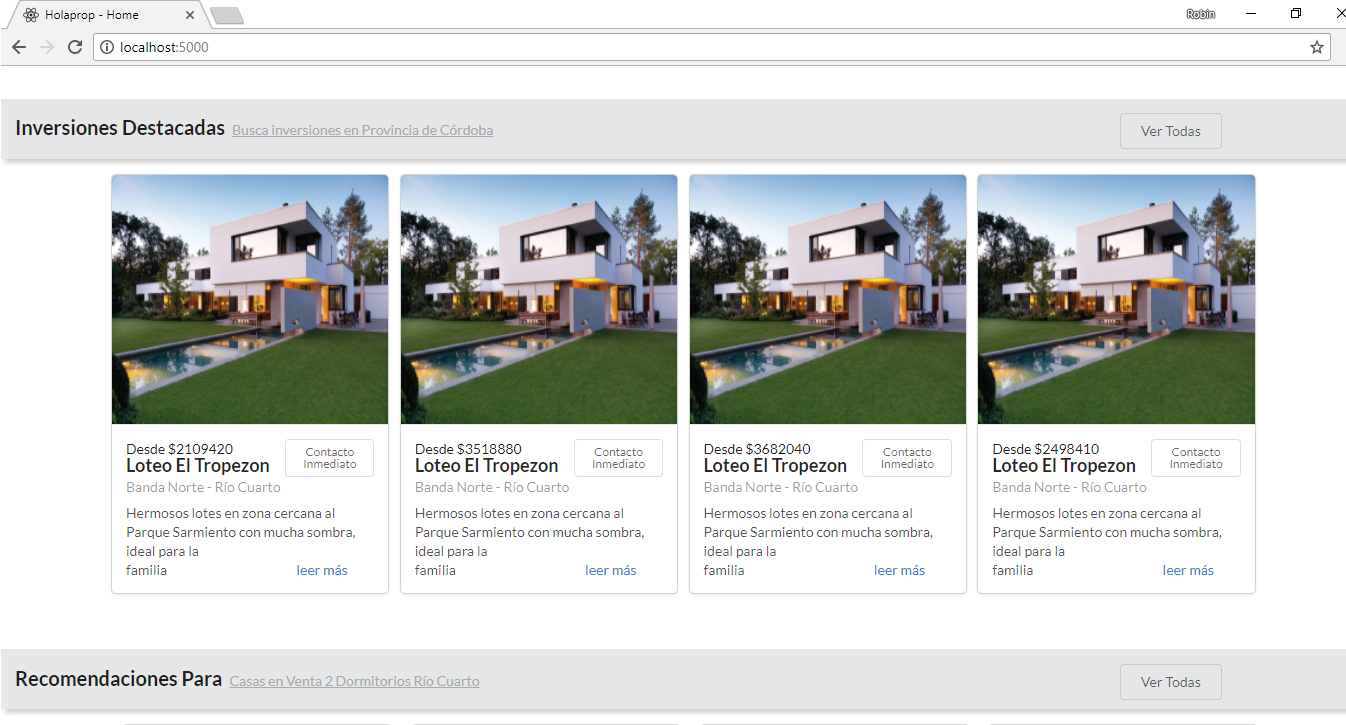 Holaprop - Home
Robin
localhost:5000
Inversiones Destacadas Busca inversiones en Provincia de Córdoba
Ver Todas
Desde $2109420
Loteo El Tropezon
Contacto
Inmediato
Banda Norte - Río Cuarto
Hermosos lotes en zona cercana al
Parque Sarmiento con mucha sombra,
ideal para la
familia leer más
Desde $3518880
Loteo El Tropezon
Contacto
Inmediato
Banda Norte - Río Cuarto
Hermosos lotes en zona cercana al
Parque Sarmiento con mucha sombra,
ideal para la
familia leer más
Desde $3682040
Loteo El Tropezon
Contacto
Inmediato
Banda Norte - Río Cuarto
Hermosos lotes en zona cercana al
Parque Sarmiento con mucha sombra,
ideal para la
familia leer más
Desde $2498410
Loteo El Tropezon
Contacto
Inmediato
Banda Norte - Río Cuarto
Hermosos lotes en zona cercana al
Parque Sarmiento con mucha sombra,
ideal para la
familia leer más
Recomendaciones Para Casas en Venta 2 Dormitorios Río Cuarto
Ver Todas